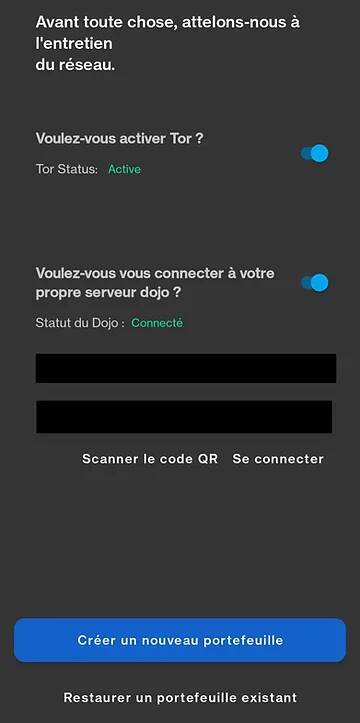 Avant toute chose, attelons-nous à
l'entretien
du réseau.
Voulez-vous activer Tor ?
Tor Status: Active
Voulez-vous vous connecter à votre
propre serveur dojo ?
Statut du Dojo : Connecté
Scanner le code QR Se connecter
Créer un nouveau portefeuille
Restaurer un portefeuille existant